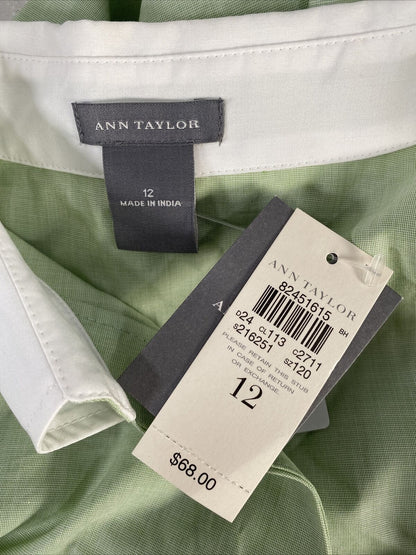 ANN TAYLOR
12
MADE IN INDIA
ANN TAYLOR
82451615
BH
D24 CL113 C2711
S216251 SZ120
PLEASE RETAIN THIS STUB
IN CASE OF RETURN
OR EXCHANGE.
12
$68.00
A